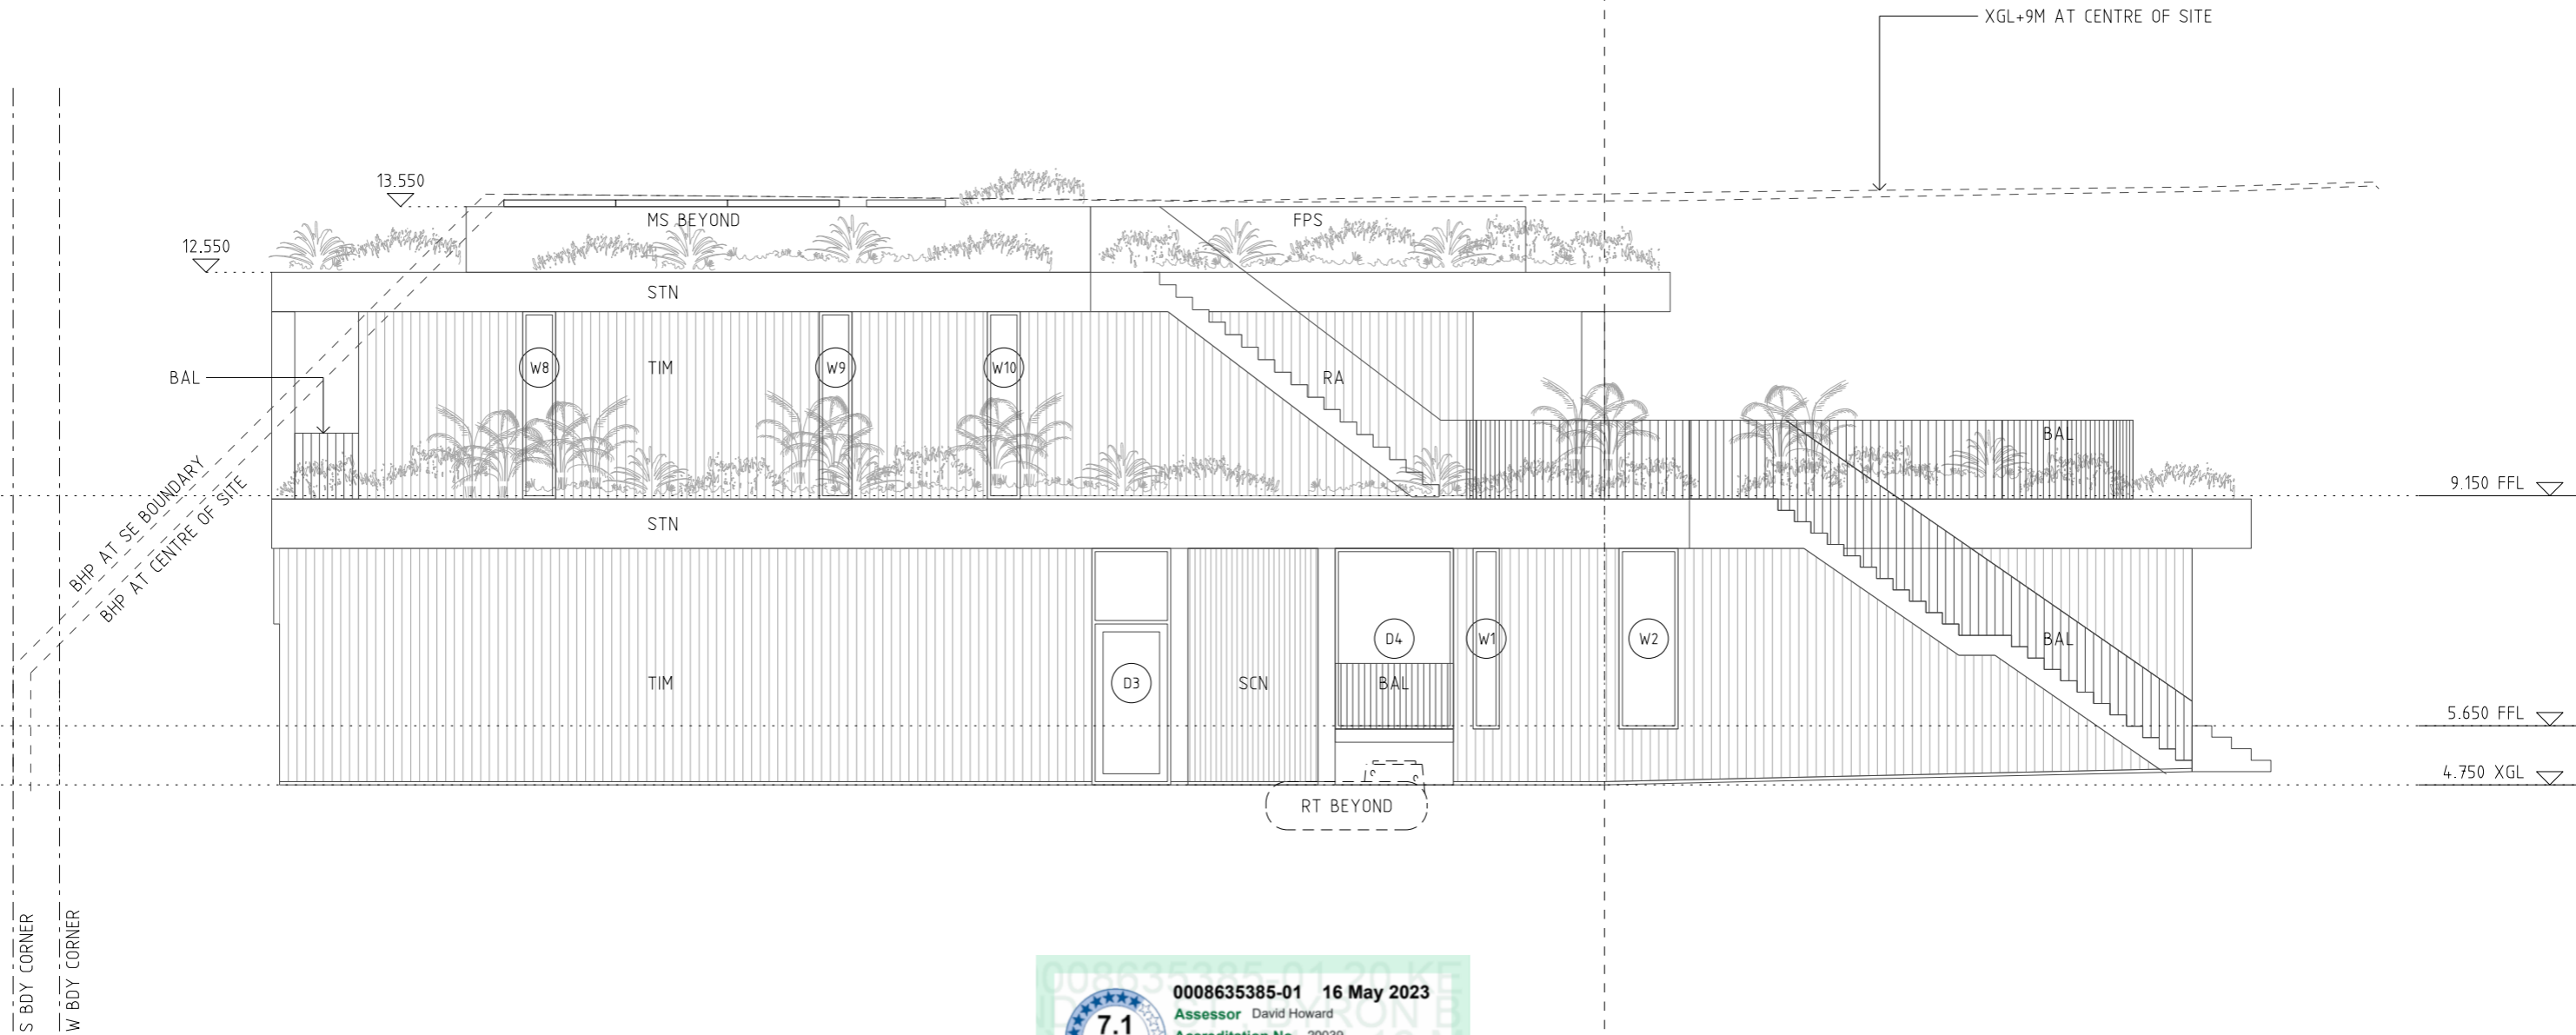 XGL+9M AT CENTRE OF SITE
13.550
MS BEYOND
FPS
12.550
STN
W8
TIM
W9
W10
BAL
RA
BAL
BHP AT SE BOUNDARY
BHP AT CENTRE OF SITE
9.150 FFL
STN
D4
W1
W2
BAL
TIM
D3
SCN
BAL
5.650 FFL
4.750 XGL
RT BEYOND
S BDY CORNER
W BDY CORNER
0008635385-01 16 May 2023
7.1
Assessor David Howard